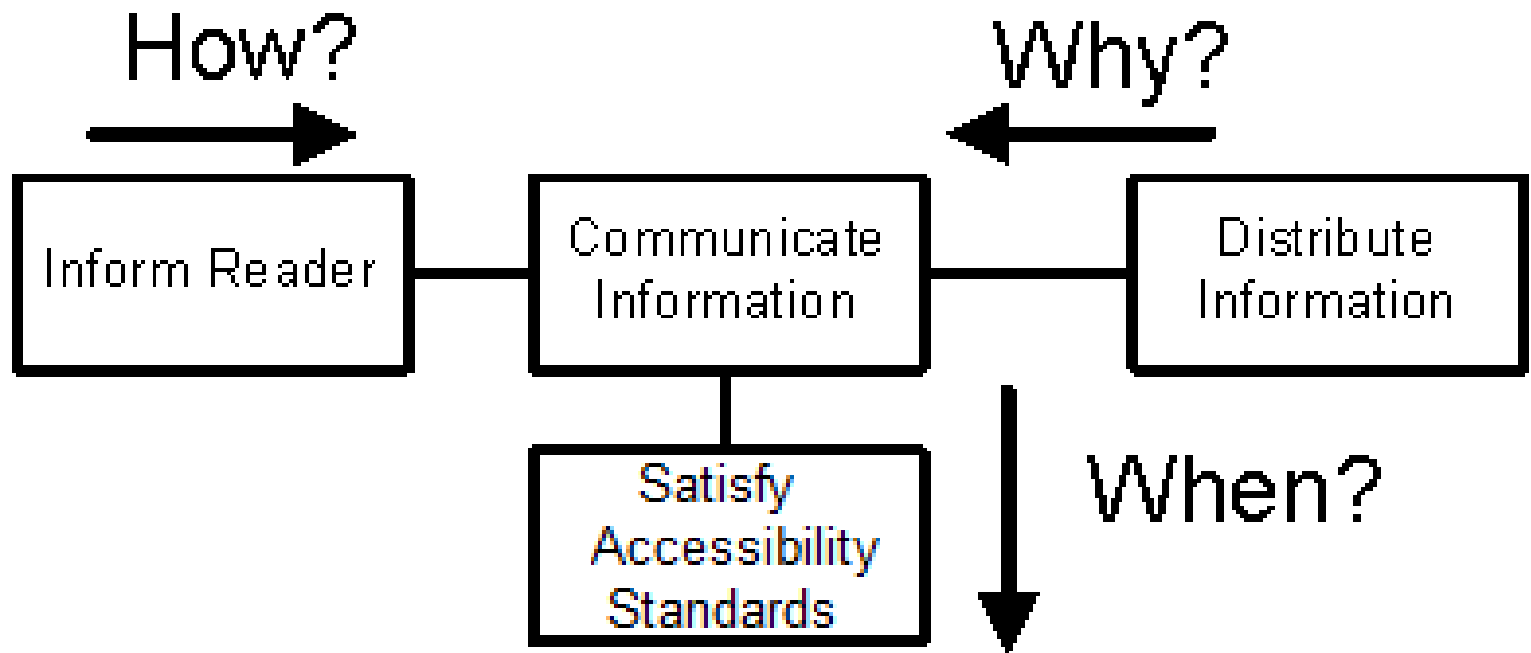 How?
Why?
Inform Reader
Communicate
Information
Distribute
Information
When?
Satisfy
Accessibility
Standards